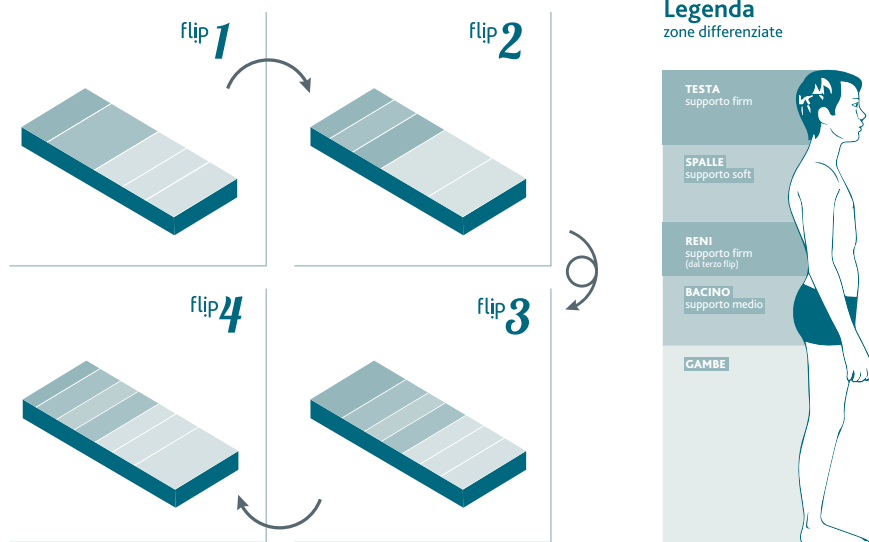 flip 1
flip 2
flip 4
flip 3
Legenda
zone differenziate
TESTA
supporto firm
SPALLE
supporto soft
RENI
supporto firm
(dal terzo flip)
BACINO
supporto medio
GAMBE